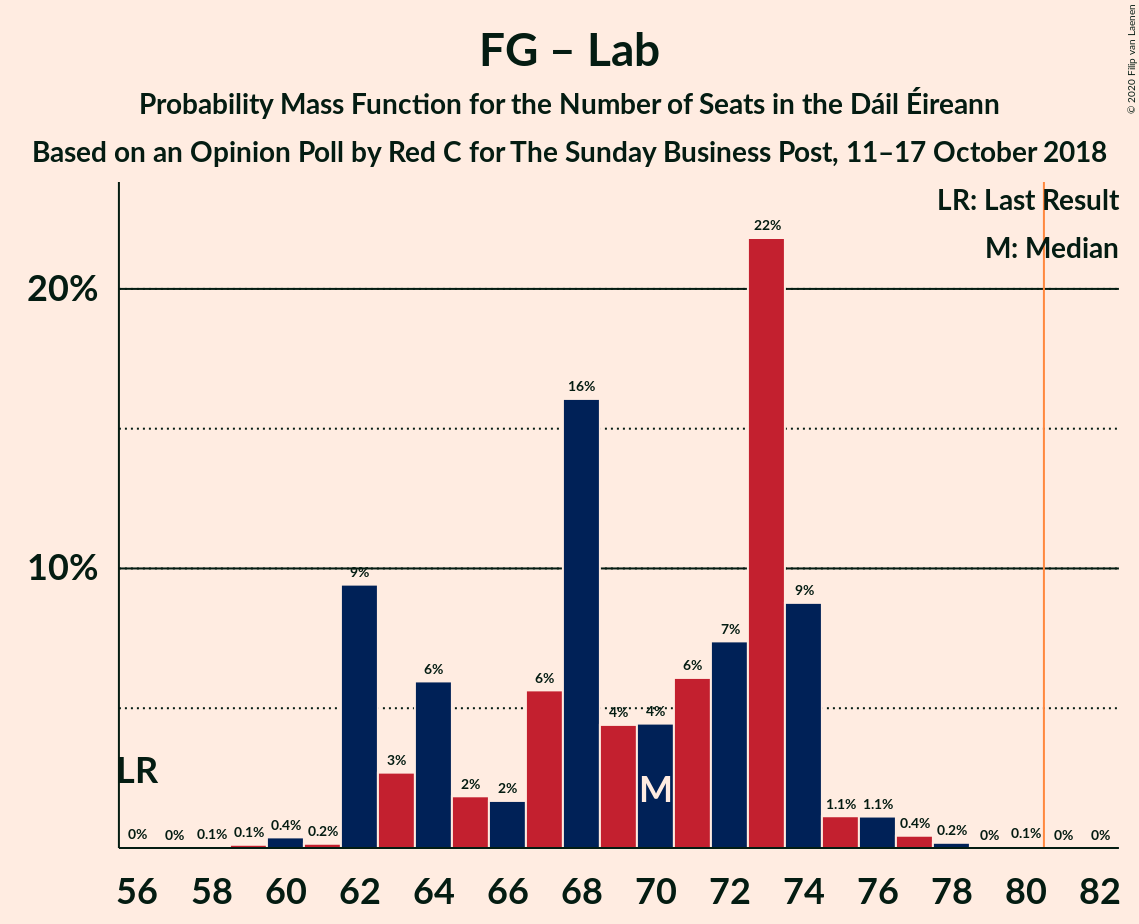 FG – Lab
Probability Mass Function for the Number of Seats in the Dáil Éireann
Based on an Opinion Poll by Red C for The Sunday Business Post, 11–17 October 2018
© 2020 Filip van Laenen
LR: Last Result
M: Median
20%
10%
LR
M
0% 0% 0.1% 0.1% 0.4% 0.2% 9% 3% 6% 2% 2% 6% 16% 4% 4% 6% 7% 22% 9% 1.1% 1.1% 0.4% 0.2% 0% 0.1% 0% 0%
56 58 60 62 64 66 68 70 72 74 76 78 80 82